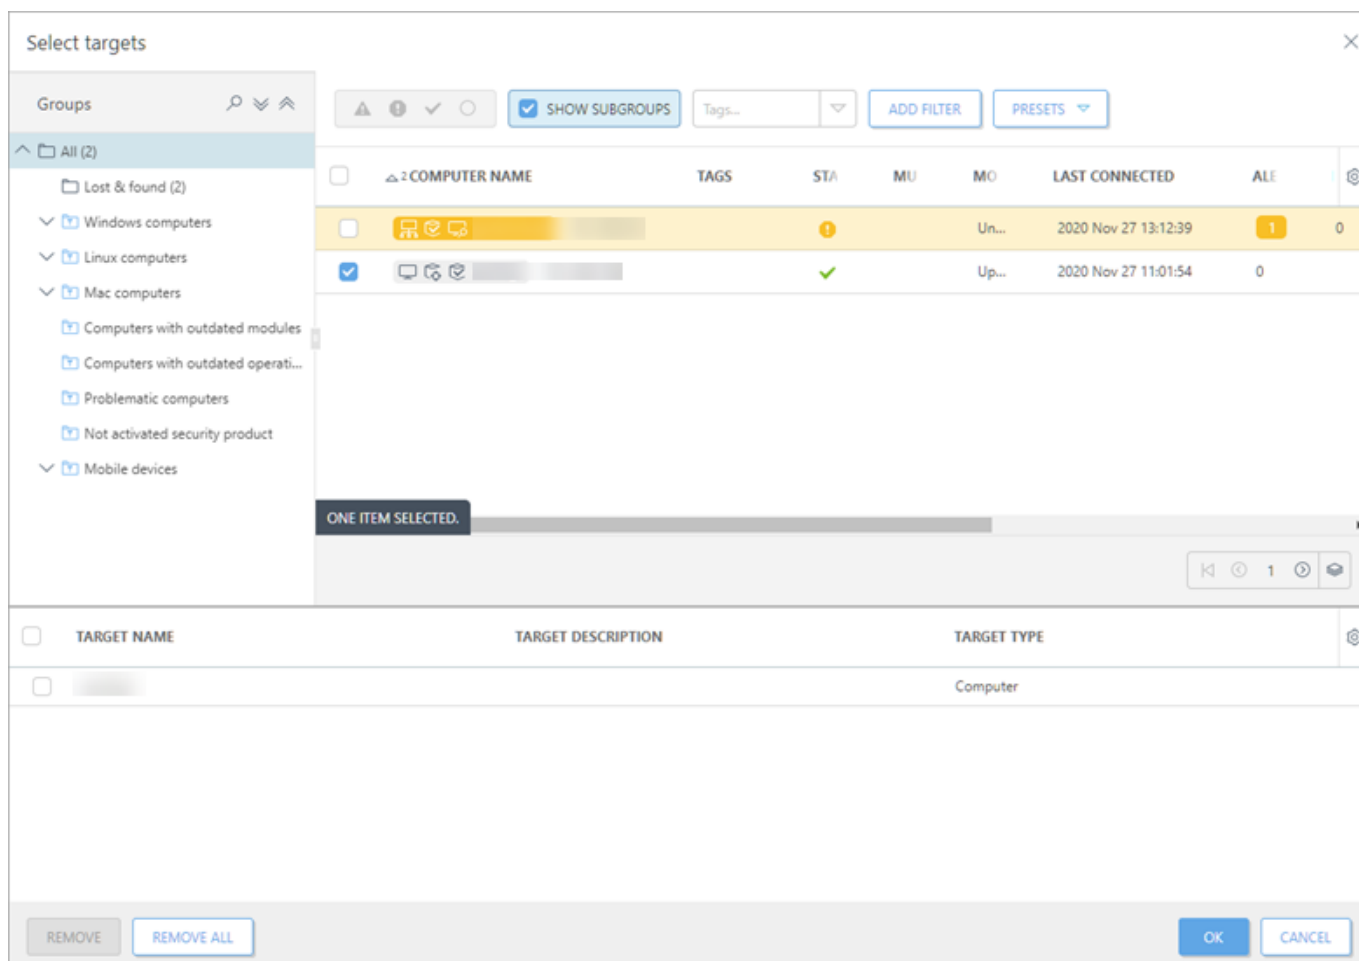 Select targets
Groups
SHOW SUBGROUPS
Tags...
ADD FILTER
PRESETS
All (2)
Lost & found (2)
Windows computers
Linux computers
Mac computers
Computers with outdated modules
Computers with outdated operati...
Problematic computers
Not activated security product
Mobile devices
2 COMPUTER NAME TAGS STA MU MO LAST CONNECTED ALE
Un... 2020 Nov 27 13:12:39 1 0
Up... 2020 Nov 27 11:01:54 0
ONE ITEM SELECTED.
1
TARGET NAME TARGET DESCRIPTION TARGET TYPE
Computer
REMOVE REMOVE ALL OK CANCEL